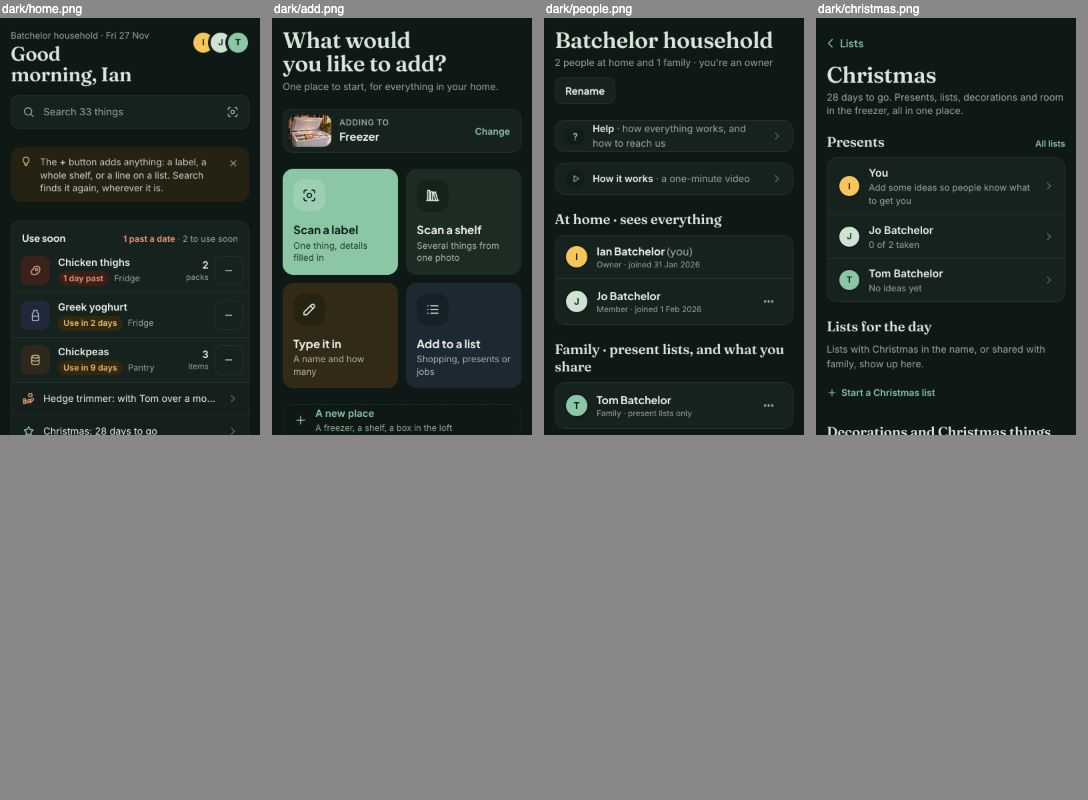 dark/home.png
Batchelor household · Fri 27 Nov
Good
morning, Ian
I
J
T
Search 33 things
The + button adds anything: a label, a
whole shelf, or a line on a list. Search
finds it again, wherever it is.
Use soon
1 past a date · 2 to use soon
Chicken thighs
1 day past
Fridge
2
packs
Greek yoghurt
Use in 2 days
Fridge
Chickpeas
Use in 9 days
Pantry
3
items
Hedge trimmer: with Tom over a mo...
Christmas: 28 days to go
dark/add.png
What would
you like to add?
One place to start, for everything in your home.
ADDING TO
Freezer
Change
Scan a label
One thing, details
filled in
Scan a shelf
Several things from
one photo
Type it in
A name and how
many
Add to a list
Shopping, presents or
jobs
A new place
A freezer, a shelf, a box in the loft
dark/people.png
Batchelor household
2 people at home and 1 family · you're an owner
Rename
Help · how everything works, and
how to reach us
How it works · a one-minute video
At home · sees everything
I
Ian Batchelor (you)
Owner · joined 31 Jan 2026
J
Jo Batchelor
Member · joined 1 Feb 2026
Family · present lists, and what you
share
T
Tom Batchelor
Family · present lists only
dark/christmas.png
Lists
Christmas
28 days to go. Presents, lists, decorations and room
in the freezer, all in one place.
Presents
All lists
I
You
Add some ideas so people know what
to get you
J
Jo Batchelor
0 of 2 taken
T
Tom Batchelor
No ideas yet
Lists for the day
Lists with Christmas in the name, or shared with
family, show up here.
Start a Christmas list
Decorations and Christmas things